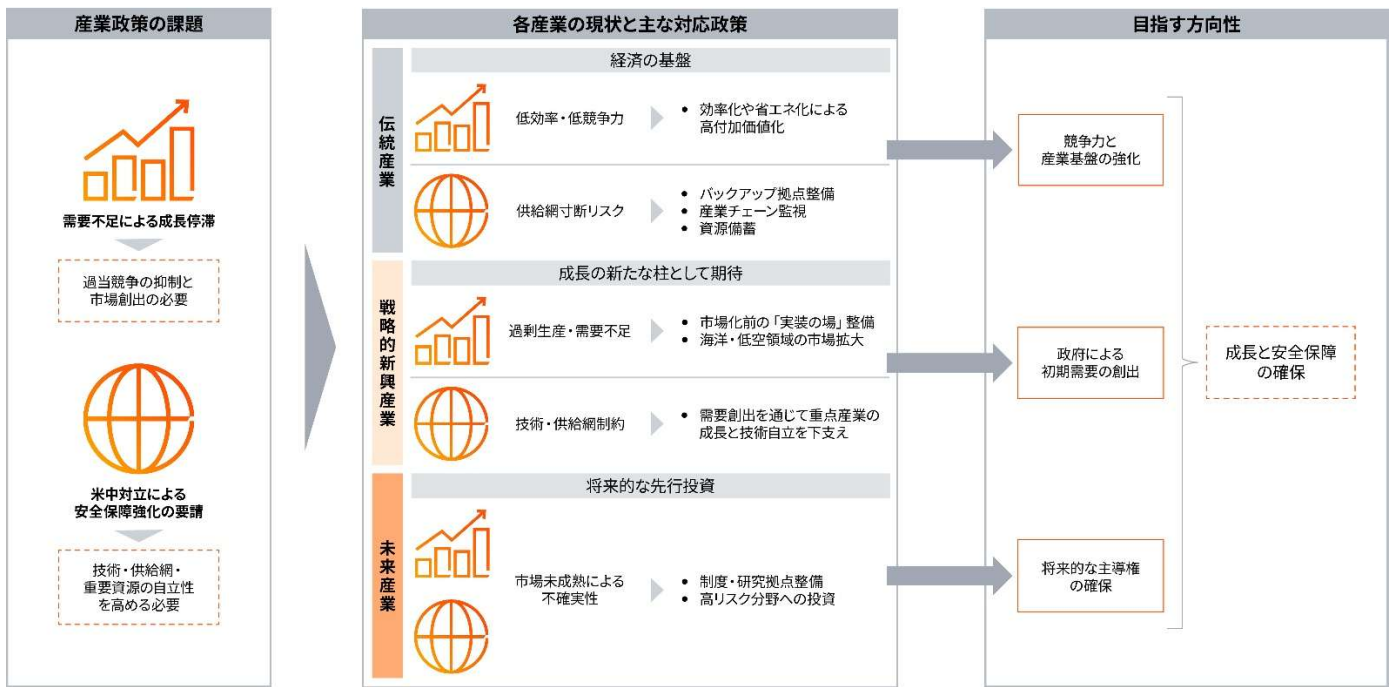 産業政策の課題
需要不足による成長停滞
過当競争の抑制と
市場創出の必要
米中対立による
安全保障強化の要請
技術・供給網・
重要資源の自立性
を高める必要
各産業の現状と主な対応政策
伝統産業
経済の基盤
低効率・低競争力
• 効率化や省エネ化による
高付加価値化
供給網寸断リスク
• バックアップ拠点整備
• 産業チェーン監視
• 資源備蓄
戦略的新興産業
成長の新たな柱として期待
過剰生産・需要不足
• 市場化前の「実装の場」整備
• 海洋・低空領域の市場拡大
技術・供給網制約
• 需要創出を通じて重点産業の
成長と技術自立を下支え
未来産業
将来的な先行投資
市場未成熟による
不確実性
• 制度・研究拠点整備
• 高リスク分野への投資
目指す方向性
競争力と
産業基盤の強化
政府による
初期需要の創出
将来的な主導権
の確保
成長と安全保障
の確保